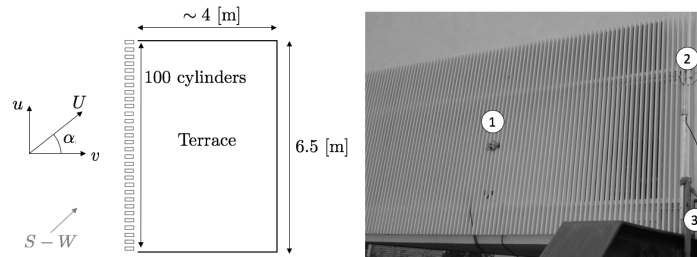 ~ 4 [m]
100 cylinders
Terrace
6.5 [m]
u
U
α
v
S – W
1
2
3